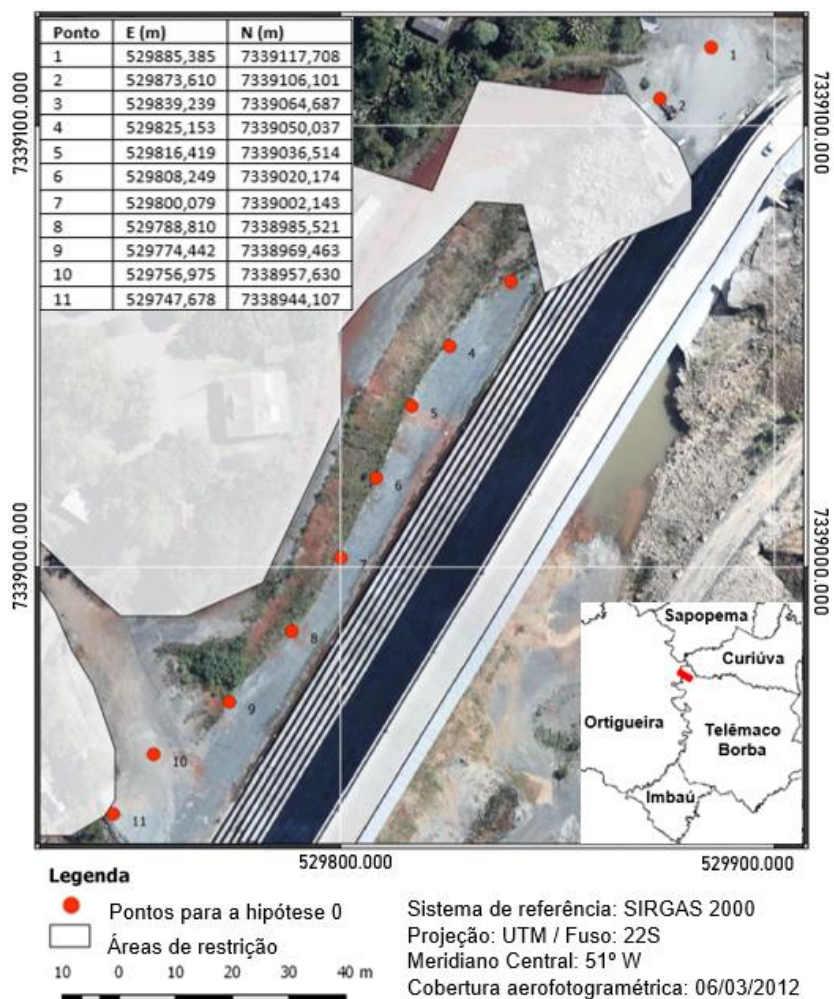 Ponto E (m) N (m)
1 529885,385 7339117,708
2 529873,610 7339106,101
3 529839,239 7339064,687
4 529825,153 7339050,037
5 529816,419 7339036,514
6 529808,249 7339020,174
7 529800,079 7339002,143
8 529788,810 7338985,521
9 529774,442 7338969,463
10 529756,975 7338957,630
11 529747,678 7338944,107
7339100.000
7339100.000
1
2
4
5
6
7
8
9
10
11
7339000.000
7339000.000
Sapopema
Curiúva
Ortigueira
Telêmaco
Borba
Imbaú
529800.000
529900.000
Legenda
Pontos para a hipótese 0
Áreas de restrição
10 0 10 20 30 40 m
Sistema de referência: SIRGAS 2000
Projeção: UTM / Fuso: 22S
Meridiano Central: 51º W
Cobertura aerofotogramétrica: 06/03/2012